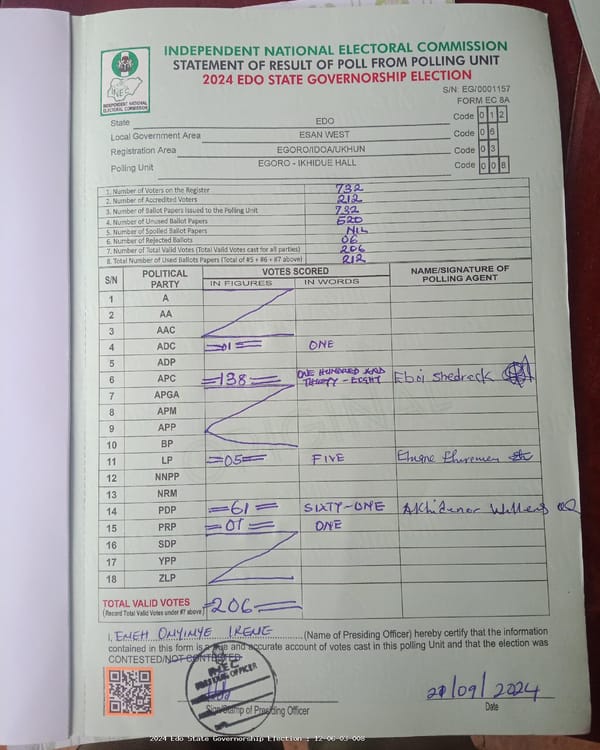 INDEPENDENT NATIONAL ELECTORAL COMMISSION
STATEMENT OF RESULT OF POLL FROM POLLING UNIT
2024 EDO STATE GOVERNORSHIP ELECTION
INEC
INDEPENDENT NATIONAL
ELECTORAL COMMISSION
S/N: EG/0001157
FORM EC 8A
State EDO Code 0 1 2
Local Government Area ESAN WEST Code 0 6
Registration Area EGORO/IDOA/UKHUN Code 0 3
Polling Unit EGORO - IKHIDUE HALL Code 0 0 8
1. Number of Voters on the Register 732
2. Number of Accredited Voters 212
3. Number of Ballot Papers Issued to the Polling Unit 732
4. Number of Unused Ballot Papers 520
5. Number of Spoiled Ballot Papers NIL
6. Number of Rejected Ballots 06
7. Number of Total Valid Votes (Total Valid Votes cast for all parties) 206
8. Total Number of Used Ballots Papers (Total of #5 + #6 + #7 above) 212
S/N POLITICAL PARTY VOTES SCORED NAME/SIGNATURE OF POLLING AGENT
IN FIGURES IN WORDS
1 A
2 AA
3 AAC
4 ADC =01= ONE
5 ADP
6 APC =138= ONE HUNDRED AND THIRTY-EIGHT Eboi Shedrack
7 APGA
8 APM
9 APP
10 BP
11 LP =05= FIVE
12 NNPP
13 NRM
14 PDP =61= SIXTY-ONE
15 PRP =01= ONE
16 SDP
17 YPP
18 ZLP
TOTAL VALID VOTES =206=
(Record Total Valid Votes under #7 above)
I, ENEH ONYINYE IRENE (Name of Presiding Officer) hereby certify that the information
contained in this form is a true and accurate account of votes cast in this polling Unit and that the election was
CONTESTED/NOT CONTESTED
INEC
PRESIDING OFFICER
Sign/Stamp of Presiding Officer
21/09/2024
Date
2024 Edo State Governorship Election : 12-06-03-008